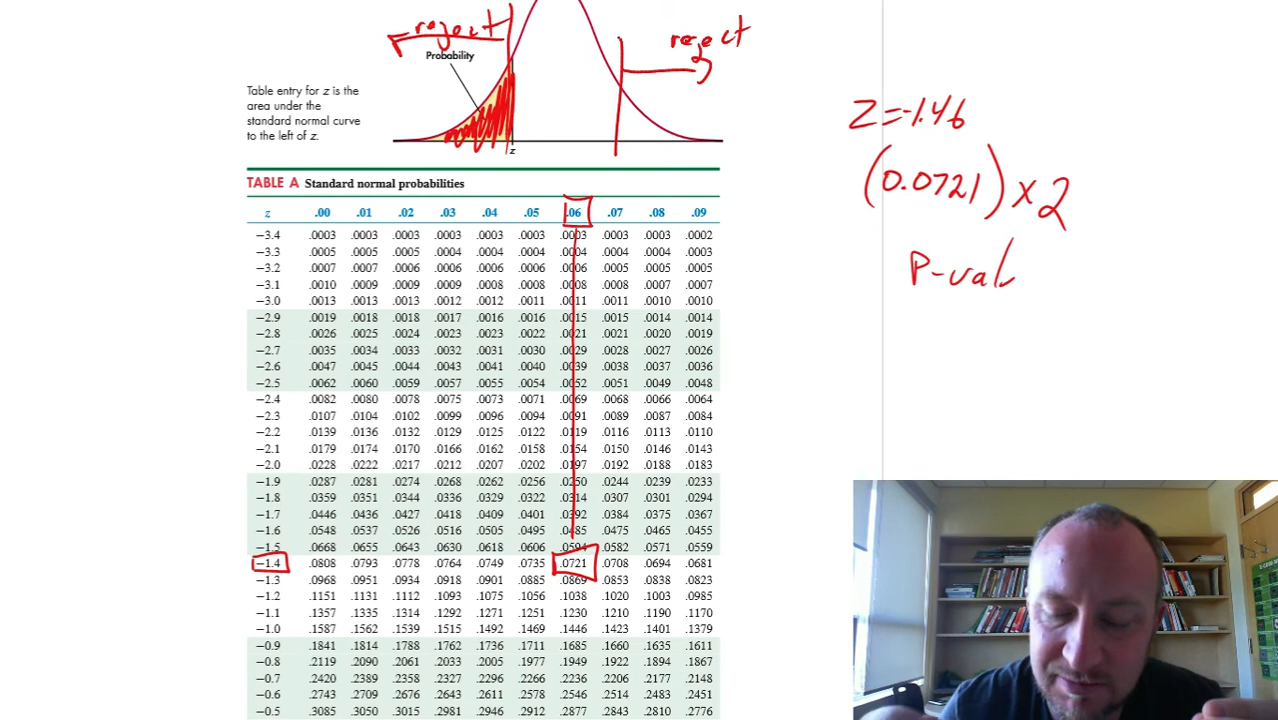 reject
reject
Probability
Table entry for z is the
area under the
standard normal curve
to the left of z.
z
Z = -1.46
(0.0721) x 2
P-val
TABLE A Standard normal probabilities
z .00 .01 .02 .03 .04 .05 .06 .07 .08 .09
−3.4 .0003 .0003 .0003 .0003 .0003 .0003 .0003 .0003 .0003 .0002
−3.3 .0005 .0005 .0005 .0004 .0004 .0004 .0004 .0004 .0004 .0003
−3.2 .0007 .0007 .0006 .0006 .0006 .0006 .0006 .0005 .0005 .0005
−3.1 .0010 .0009 .0009 .0009 .0008 .0008 .0008 .0008 .0007 .0007
−3.0 .0013 .0013 .0013 .0012 .0012 .0011 .0011 .0011 .0010 .0010
−2.9 .0019 .0018 .0018 .0017 .0016 .0016 .0015 .0015 .0014 .0014
−2.8 .0026 .0025 .0024 .0023 .0023 .0022 .0021 .0021 .0020 .0019
−2.7 .0035 .0034 .0033 .0032 .0031 .0030 .0029 .0028 .0027 .0026
−2.6 .0047 .0045 .0044 .0043 .0041 .0040 .0039 .0038 .0037 .0036
−2.5 .0062 .0060 .0059 .0057 .0055 .0054 .0052 .0051 .0049 .0048
−2.4 .0082 .0080 .0078 .0075 .0073 .0071 .0069 .0068 .0066 .0064
−2.3 .0107 .0104 .0102 .0099 .0096 .0094 .0091 .0089 .0087 .0084
−2.2 .0139 .0136 .0132 .0129 .0125 .0122 .0119 .0116 .0113 .0110
−2.1 .0179 .0174 .0170 .0166 .0162 .0158 .0154 .0150 .0146 .0143
−2.0 .0228 .0222 .0217 .0212 .0207 .0202 .0197 .0192 .0188 .0183
−1.9 .0287 .0281 .0274 .0268 .0262 .0256 .0250 .0244 .0239 .0233
−1.8 .0359 .0351 .0344 .0336 .0329 .0322 .0314 .0307 .0301 .0294
−1.7 .0446 .0436 .0427 .0418 .0409 .0401 .0392 .0384 .0375 .0367
−1.6 .0548 .0537 .0526 .0516 .0505 .0495 .0485 .0475 .0465 .0455
−1.5 .0668 .0655 .0643 .0630 .0618 .0606 .0594 .0582 .0571 .0559
−1.4 .0808 .0793 .0778 .0764 .0749 .0735 .0721 .0708 .0694 .0681
−1.3 .0968 .0951 .0934 .0918 .0901 .0885 .0869 .0853 .0838 .0823
−1.2 .1151 .1131 .1112 .1093 .1075 .1056 .1038 .1020 .1003 .0985
−1.1 .1357 .1335 .1314 .1292 .1271 .1251 .1230 .1210 .1190 .1170
−1.0 .1587 .1562 .1539 .1515 .1492 .1469 .1446 .1423 .1401 .1379
−0.9 .1841 .1814 .1788 .1762 .1736 .1711 .1685 .1660 .1635 .1611
−0.8 .2119 .2090 .2061 .2033 .2005 .1977 .1949 .1922 .1894 .1867
−0.7 .2420 .2389 .2358 .2327 .2296 .2266 .2236 .2206 .2177 .2148
−0.6 .2743 .2709 .2676 .2643 .2611 .2578 .2546 .2514 .2483 .2451
−0.5 .3085 .3050 .3015 .2981 .2946 .2912 .2877 .2843 .2810 .2776